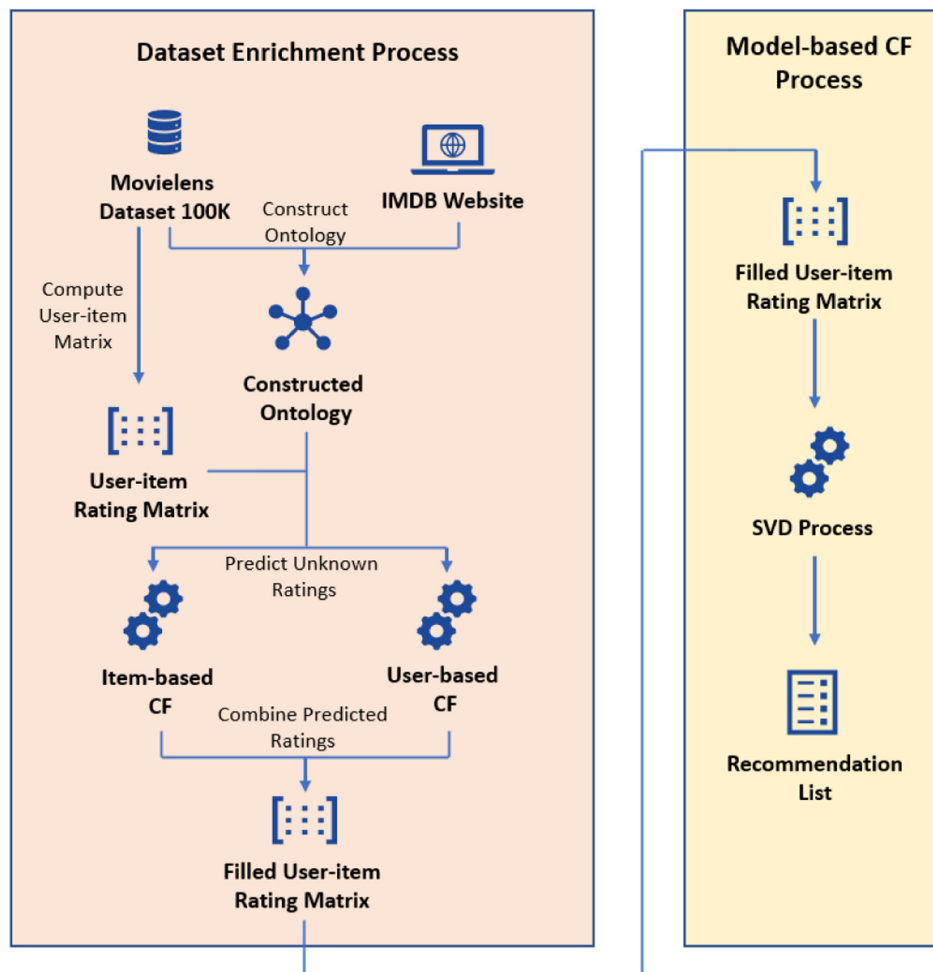 Dataset Enrichment Process
Movielens
Dataset 100K
IMDB Website
Construct
Ontology
Compute
User-item
Matrix
Constructed
Ontology
User-item
Rating Matrix
Predict Unknown
Ratings
Item-based
CF
User-based
CF
Combine Predicted
Ratings
Filled User-item
Rating Matrix
Model-based CF
Process
Filled User-item
Rating Matrix
SVD Process
Recommendation
List